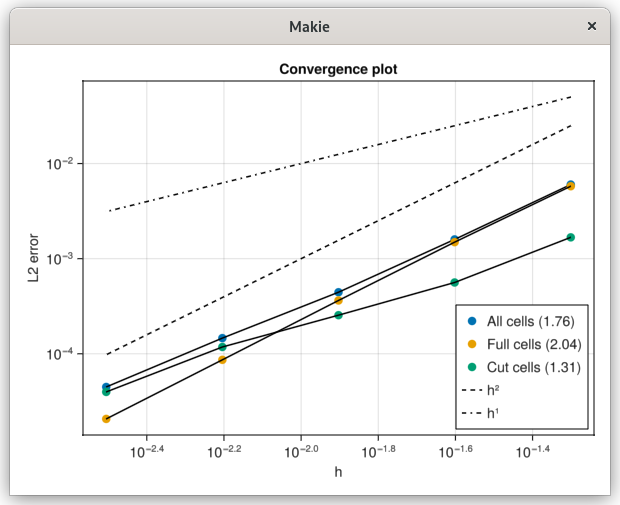 Makie
×
Convergence plot
L2 error
10⁻²
10⁻³
10⁻⁴
All cells (1.76)
Full cells (2.04)
Cut cells (1.31)
h²
h¹
10⁻²·⁴ 10⁻²·² 10⁻²·⁰ 10⁻¹·⁸ 10⁻¹·⁶ 10⁻¹·⁴
h